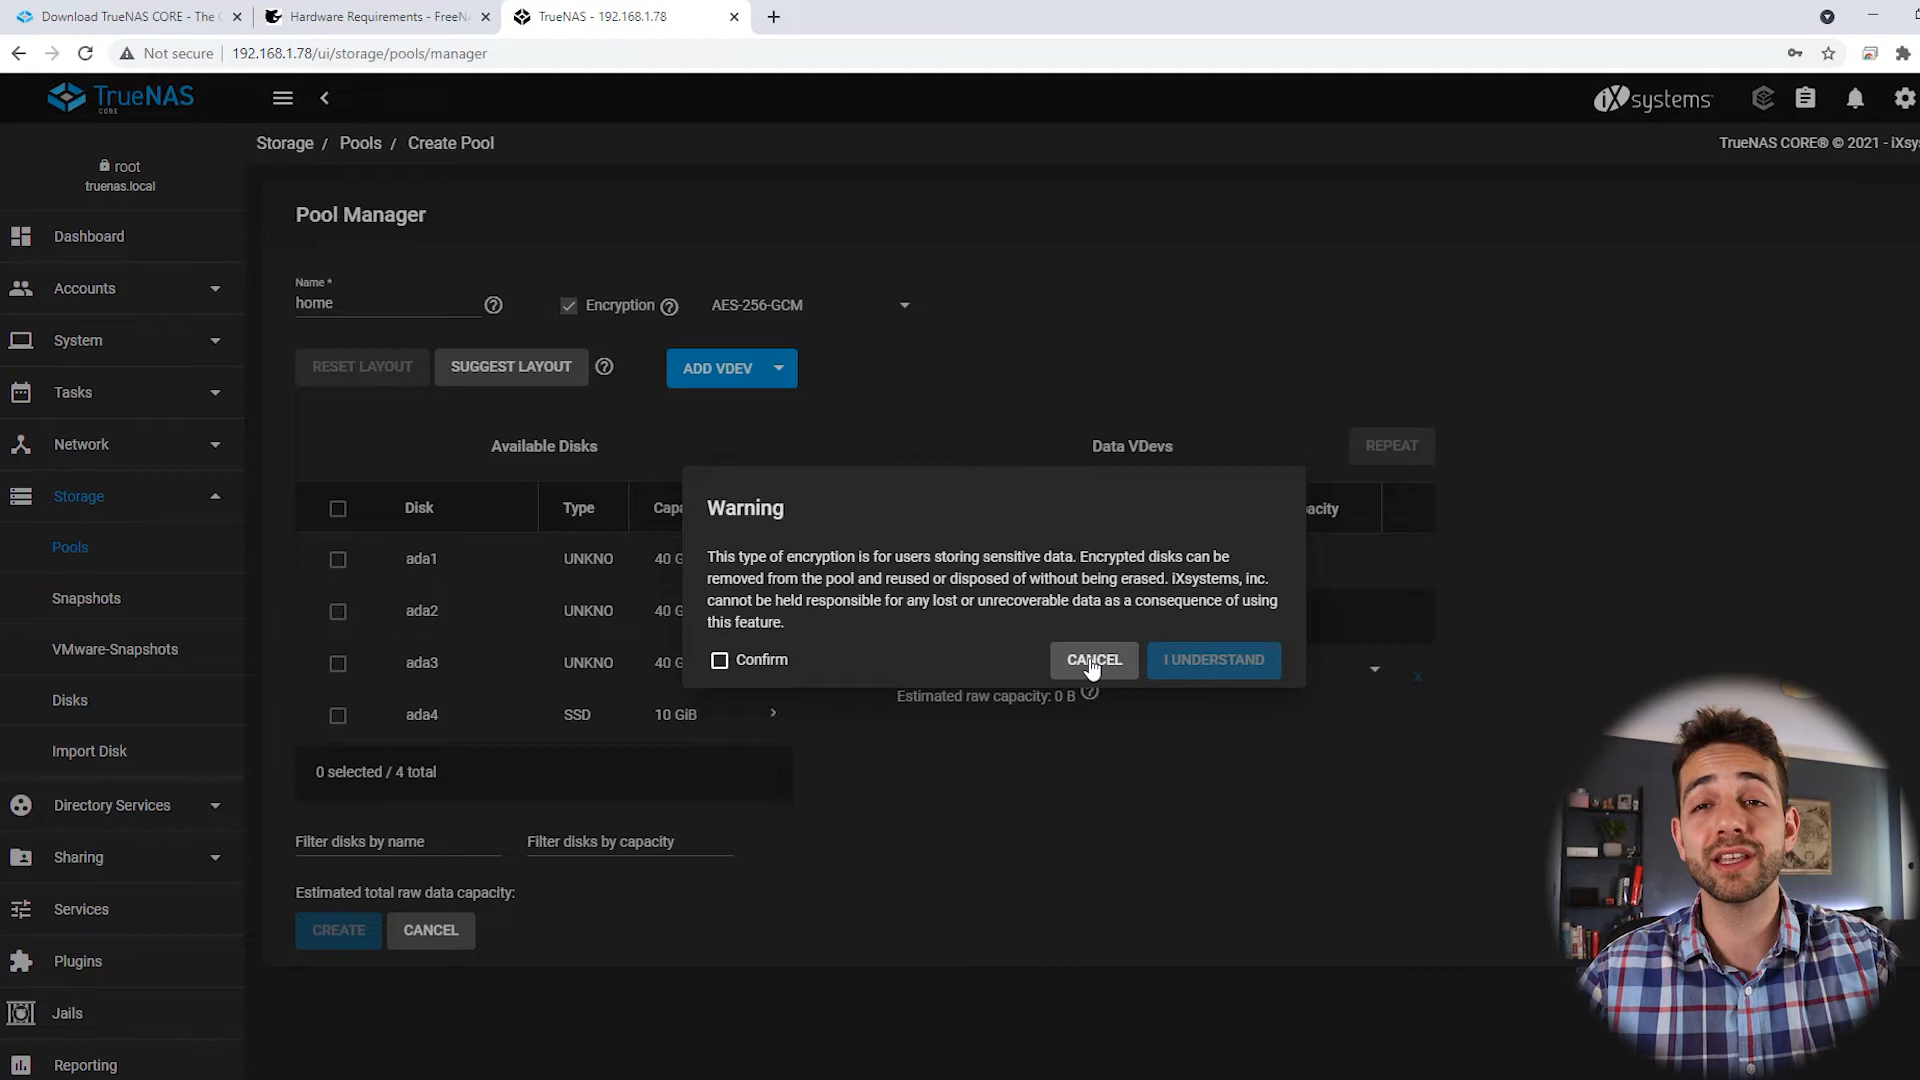 Download TrueNAS CORE - The C
Hardware Requirements - FreeN
TrueNAS - 192.168.1.78
Not secure
192.168.1.78/ui/storage/pools/manager
TrueNAS
CORE
iXsystems
Storage / Pools / Create Pool
TrueNAS CORE® © 2021 - iXsys
root
truenas.local
Dashboard
Accounts
System
Tasks
Network
Storage
Pools
Snapshots
VMware-Snapshots
Disks
Import Disk
Directory Services
Sharing
Services
Plugins
Jails
Reporting
Pool Manager
Name *
home
Encryption
AES-256-GCM
RESET LAYOUT
SUGGEST LAYOUT
ADD VDEV
Available Disks
Data VDevs
REPEAT
Disk
Type
Capa
acity
ada1
UNKNO
40 G
ada2
UNKNO
40 G
ada3
UNKNO
40 G
ada4
SSD
10 GiB
Warning
This type of encryption is for users storing sensitive data. Encrypted disks can be
removed from the pool and reused or disposed of without being erased. iXsystems, inc.
cannot be held responsible for any lost or unrecoverable data as a consequence of using
this feature.
Confirm
CANCEL
I UNDERSTAND
X
Estimated raw capacity: 0 B
0 selected / 4 total
Filter disks by name
Filter disks by capacity
Estimated total raw data capacity:
CREATE
CANCEL